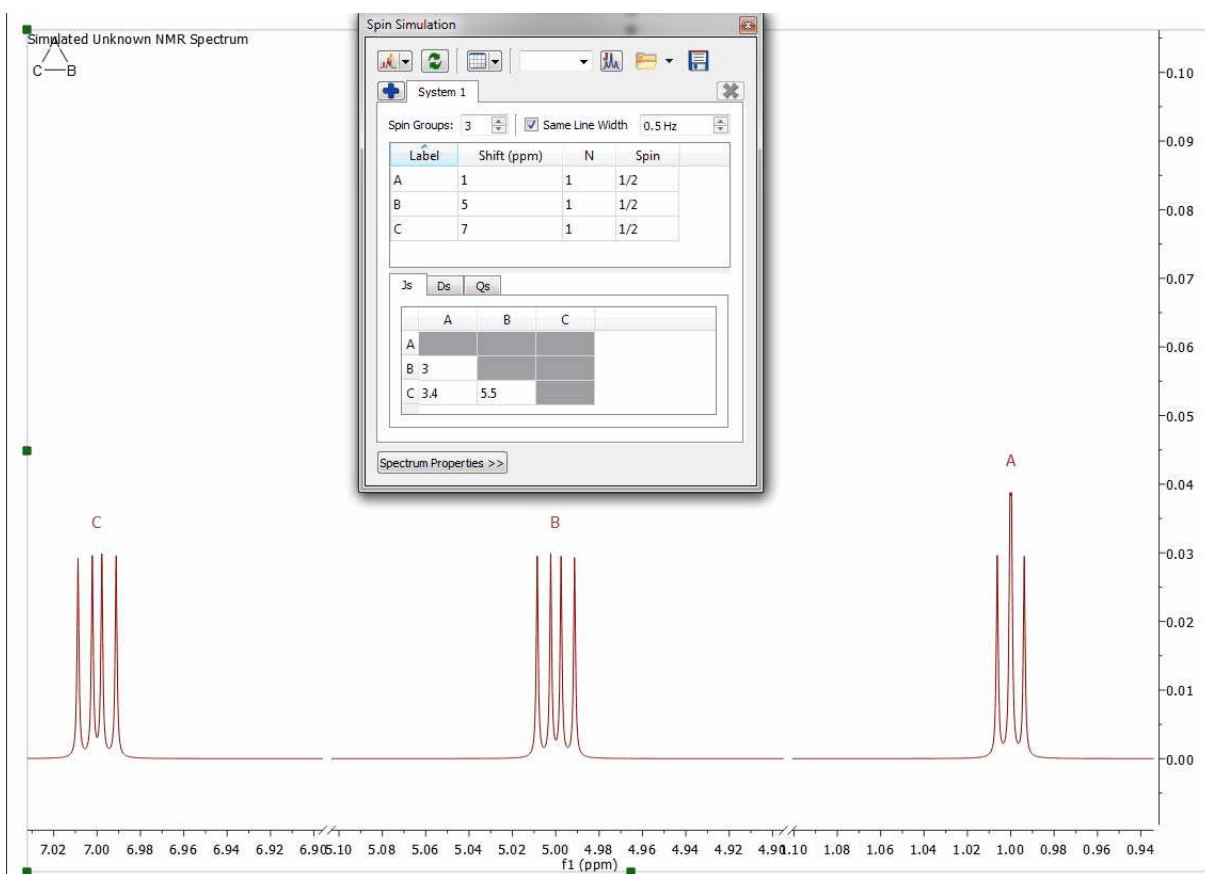 Spin Simulation
Simulated Unknown NMR Spectrum
A
C B
System 1
Spin Groups: 3 Same Line Width 0.5 Hz
Label Shift (ppm) N Spin
A 1 1 1/2
B 5 1 1/2
C 7 1 1/2
Js Ds Qs
A B C
A
B 3
C 3.4 5.5
Spectrum Properties >>
C
B
A
0.10
0.09
0.08
0.07
0.06
0.05
0.04
0.03
0.02
0.01
0.00
7.02 7.00 6.98 6.96 6.94 6.92 6.90 5.10 5.08 5.06 5.04 5.02 5.00 4.98 4.96 4.94 4.92 4.90 1.10 1.08 1.06 1.04 1.02 1.00 0.98 0.96 0.94
f1 (ppm)